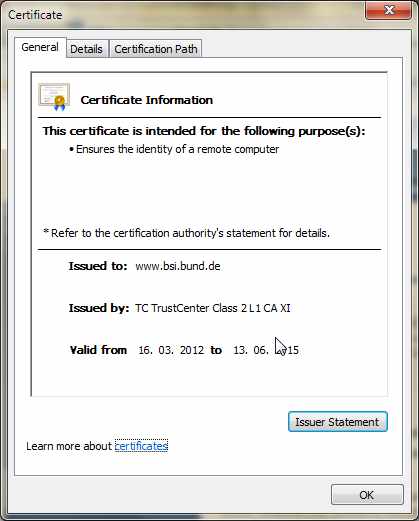 Certificate
General
Details
Certification Path
Certificate Information
This certificate is intended for the following purpose(s):
• Ensures the identity of a remote computer
* Refer to the certification authority's statement for details.
Issued to: www.bsi.bund.de
Issued by: TC TrustCenter Class 2 L1 CA XI
Valid from 16. 03. 2012 to 13. 06.
Issuer Statement
Learn more about certificates
OK